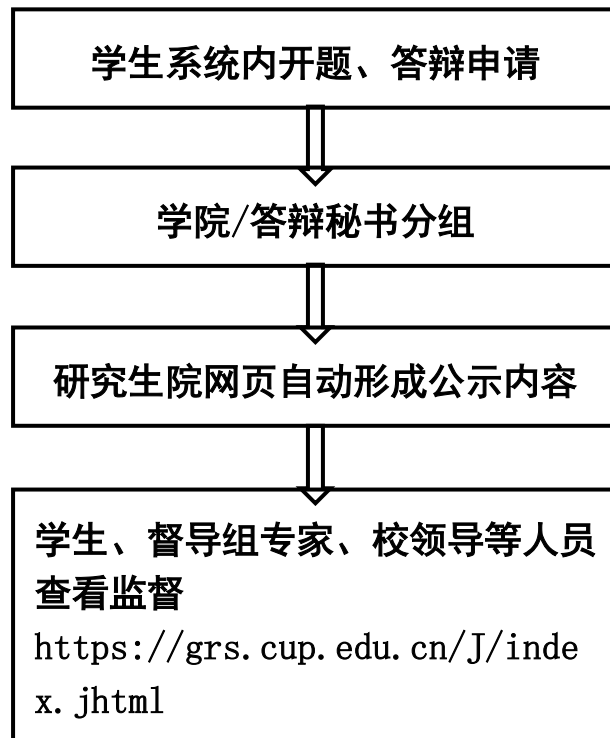 学生系统内开题、答辩申请
学院/答辩秘书分组
研究生院网页自动形成公示内容
学生、督导组专家、校领导等人员
查看监督
https://grs.cup.edu.cn/J/inde
x.jhtml